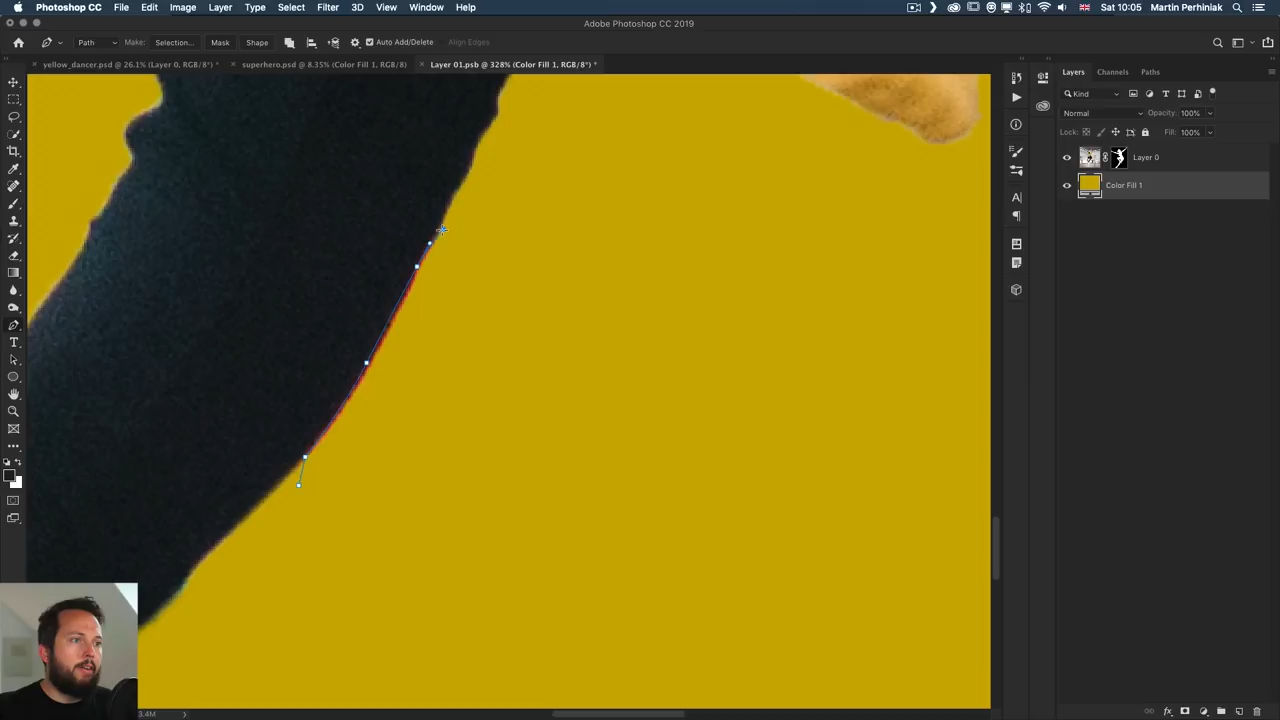 Photoshop CC File Edit Image Layer Type Select Filter 3D View Window Help Sat 10:05 Martin Perhiniak
Adobe Photoshop CC 2019
Path Make: Selection... Mask Shape Auto Add/Delete Align Edges
yellow_dancer.psd @ 26.1% (Layer 0, RGB/8*) * superhero.psd @ 8.35% (Color Fill 1, RGB/8) Layer 01.psb @ 328% (Color Fill 1, RGB/8*) *
Layers Channels Paths
Kind
Normal Opacity: 100%
Lock: Fill: 100%
Layer 0
Color Fill 1
3.4M